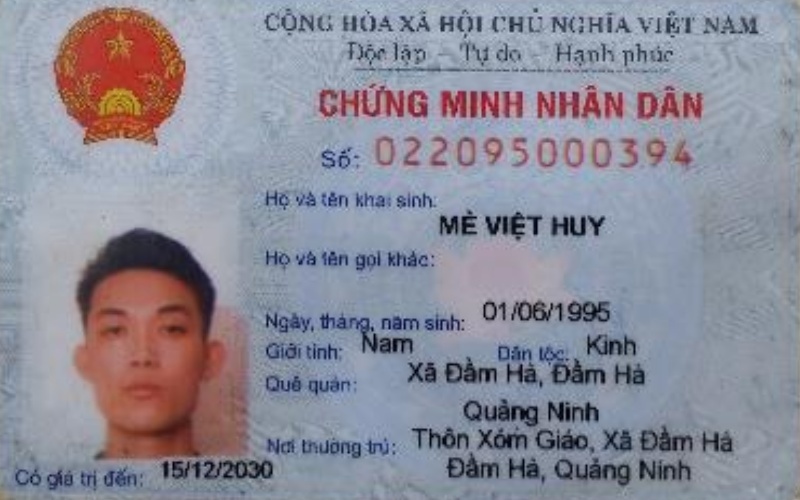 CỘNG HÒA XÃ HỘI CHỦ NGHĨA VIỆT NAM
Độc lập - Tự do - Hạnh phúc
CHỨNG MINH NHÂN DÂN
Số: 022095000394
Họ và tên khai sinh:
MÈ VIỆT HUY
Họ và tên gọi khác:
Ngày, tháng, năm sinh: 01/06/1995
Giới tính: Nam Dân tộc: Kinh
Quê quán: Xã Đầm Hà, Đầm Hà
Quảng Ninh
Nơi thường trú: Thôn Xóm Giáo, Xã Đầm Hà
Đầm Hà, Quảng Ninh
Có giá trị đến: 15/12/2030